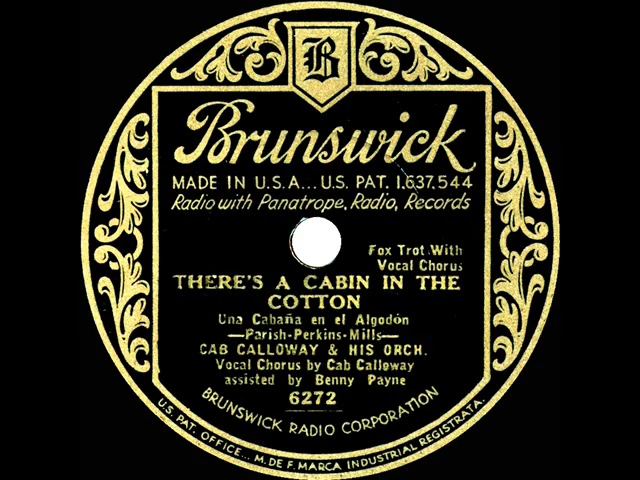 B
Brunswick
MADE IN U.S.A... U.S. PAT. 1,637,544
Radio with Panatrope, Radio, Records
Fox Trot With
Vocal Chorus
THERE'S A CABIN IN THE
COTTON
Una Cabaña en el Algodón
—Parish-Perkins-Mills—
CAB CALLOWAY & HIS ORCH.
Vocal Chorus by Cab Calloway
assisted by Benny Payne
6272
BRUNSWICK RADIO CORPORATION
U.S. PAT. OFFICE... M. DE F. MARCA INDUSTRIAL REGISTRATA.